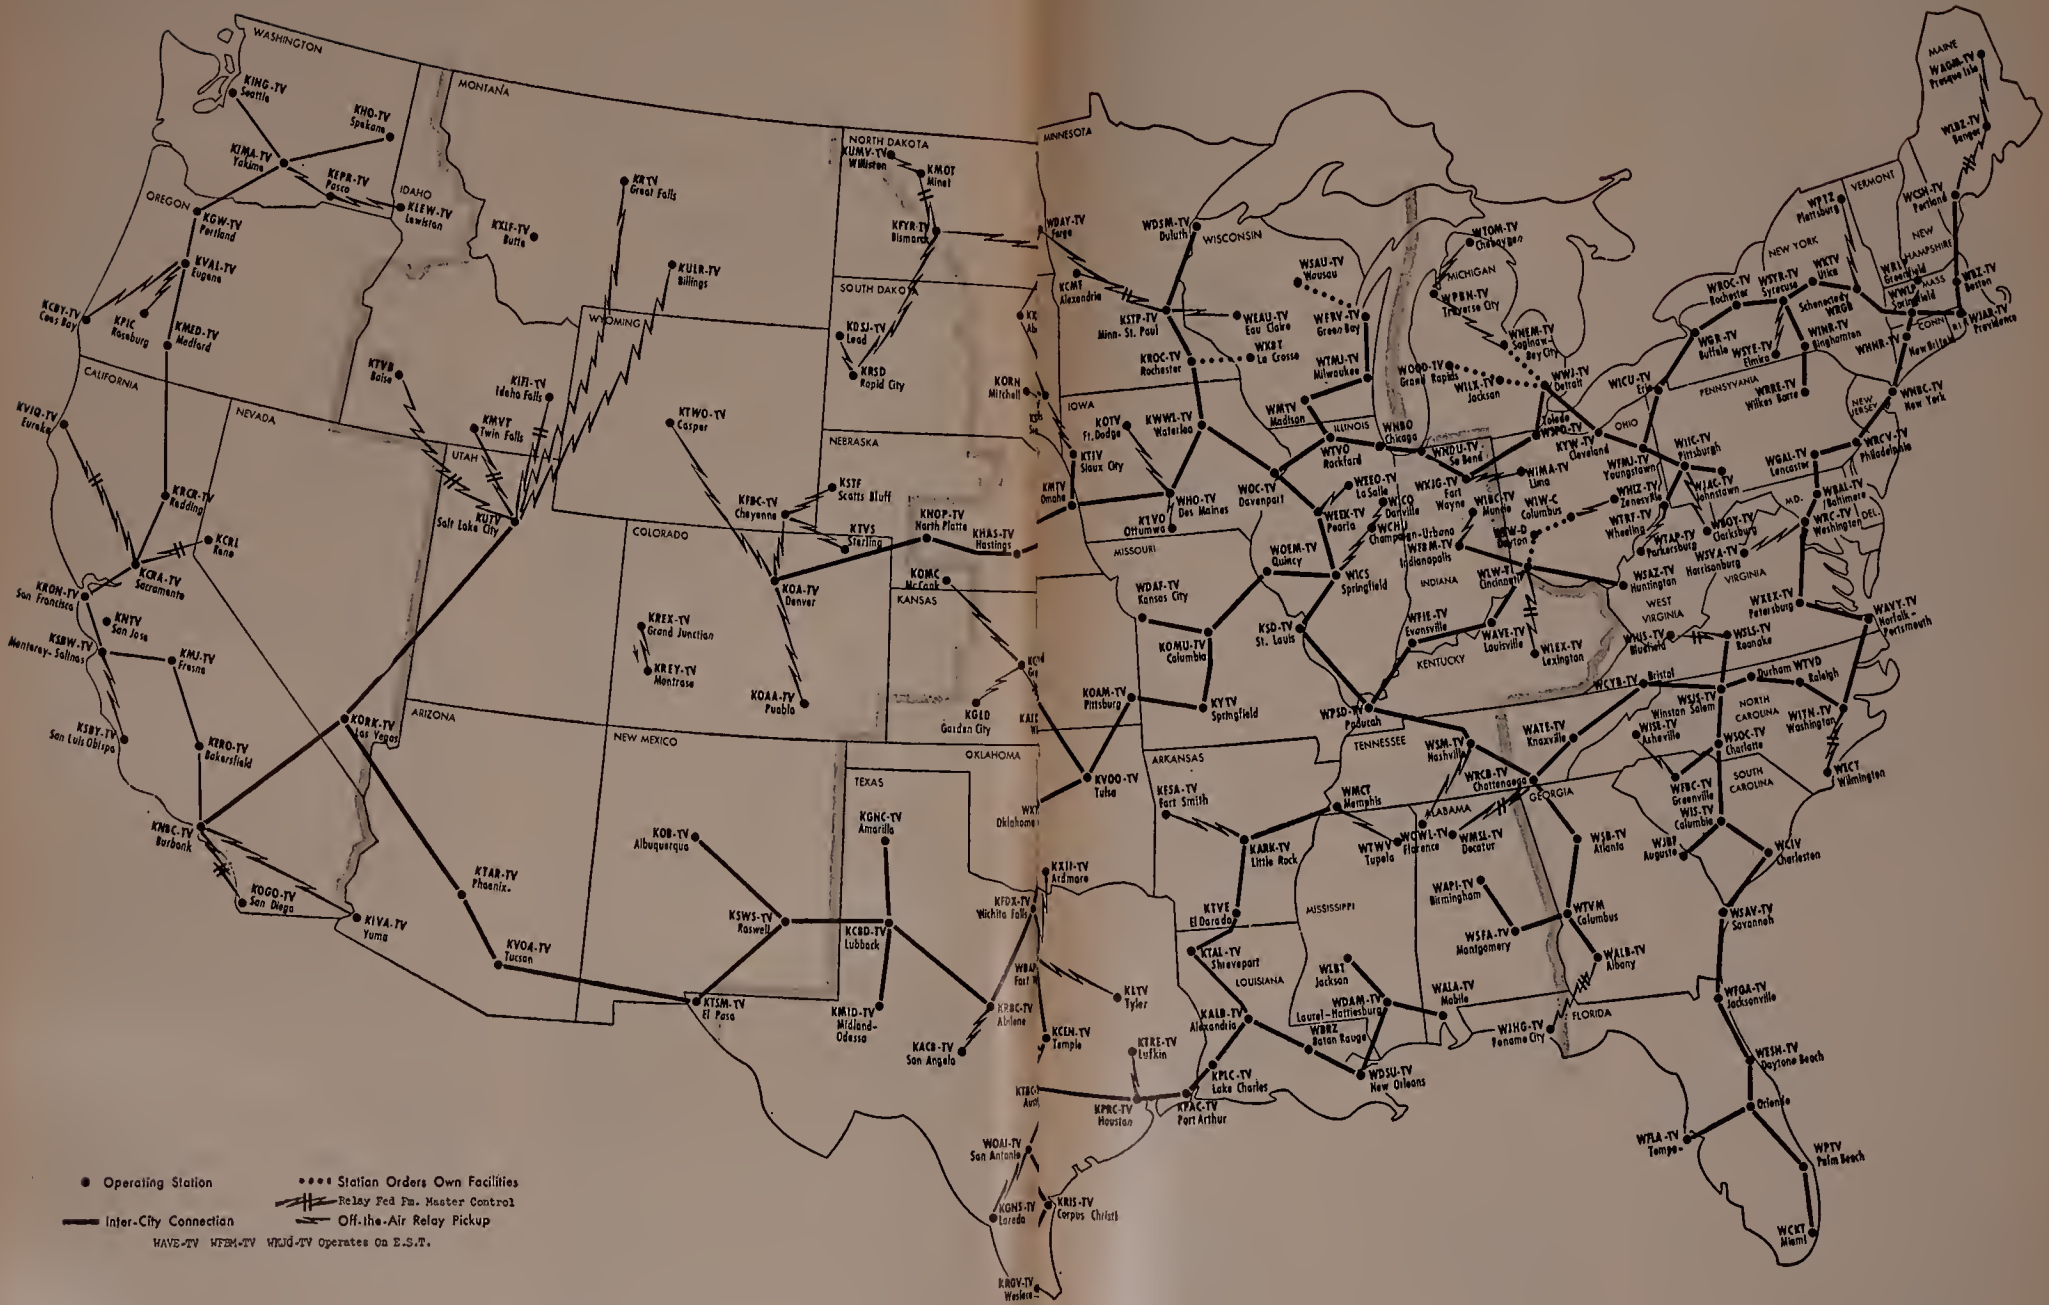 WASHINGTON
KING-TV
Seattle
KHQ-TV
Spokane
KIMA-TV
Yakima
KEPR-TV
Pasco
KLEW-TV
Lewiston
IDAHO
OREGON
KGW-TV
Portland
KVAL-TV
Eugene
KCBY-TV
Coos Bay
KPIC
Roseburg
KMED-TV
Medford
CALIFORNIA
KVIQ-TV
Eureka
NEVADA
KRCR-TV
Redding
KCRL
Reno
KCRA-TV
Sacramento
KRON-TV
San Francisco
KNTV
San Jose
KSBW-TV
Monterey-Salinas
KMJ-TV
Fresno
KSBY-TV
San Luis Obispo
KERO-TV
Bakersfield
KNBC-TV
Burbank
KOGO-TV
San Diego
KIVA-TV
Yuma
MONTANA
KRTV
Great Falls
KXLF-TV
Butte
KULR-TV
Billings
KTVB
Boise
KIFI-TV
Idaho Falls
KMVT
Twin Falls
UTAH
KUTV
Salt Lake City
WYOMING
KTWO-TV
Casper
KFBC-TV
Cheyenne
KSTF
Scotts Bluff
KTVS
Sterling
COLORADO
KOA-TV
Denver
KREX-TV
Grand Junction
KREY-TV
Montrose
KOAA-TV
Pueblo
KORK-TV
Las Vegas
ARIZONA
KTAR-TV
Phoenix
KVOA-TV
Tucson
NEW MEXICO
KOB-TV
Albuquerque
KSWS-TV
Roswell
KTSM-TV
El Paso
NORTH DAKOTA
KUMV-TV
Williston
KMOT
Minot
KFYR-TV
Bismarck
SOUTH DAKOTA
KDSJ-TV
Lead
KRSD
Rapid City
KORN
Mitchell
NEBRASKA
KNOP-TV
North Platte
KHAS-TV
Hastings
KOMC
McCook
KANSAS
KGLD
Garden City
OKLAHOMA
TEXAS
KGNC-TV
Amarillo
KCBD-TV
Lubbock
KMID-TV
Midland-
Odessa
KACB-TV
San Angelo
KRBC-TV
Abilene
KFDX-TV
Wichita Falls
KXII-TV
Ardmore
KLTV
Tyler
KCEN-TV
Temple
KTRE-TV
Lufkin
KPRC-TV
Houston
KPAC-TV
Port Arthur
WOAI-TV
San Antonio
KGNS-TV
Laredo
KRIS-TV
Corpus Christi
KRGV-TV
MINNESOTA
WDAY-TV
Fargo
KCMT
Alexandria
WDSM-TV
Duluth
KSTP-TV
Minn-St. Paul
KROC-TV
Rochester
WISCONSIN
WSAU-TV
Wausau
WEAU-TV
Eau Claire
WKBT
La Crosse
WFRV-TV
Green Bay
WTMJ-TV
Milwaukee
WMTV
Madison
IOWA
KOTV
Ft. Dodge
KWWL-TV
Waterloo
KTIV
Sioux City
KMTV
Omaha
WHO-TV
Des Moines
KTVO
Ottumwa
WOC-TV
Davenport
ILLINOIS
WTVO
Rockford
WNBQ
Chicago
WEEQ-TV
La Salle
WEEK-TV
Peoria
WICD
Danville
WCHU
Champaign-Urbana
WICS
Springfield
MISSOURI
WGEM-TV
Quincy
WDAF-TV
Kansas City
KOMU-TV
Columbia
KSD-TV
St. Louis
KOAM-TV
Pittsburg
KYTV
Springfield
KVOO-TV
Tulsa
MICHIGAN
WTOM-TV
Cheboygan
WPBN-TV
Traverse City
WNEM-TV
Saginaw-
Bay City
WOOD-TV
Grand Rapids
WILX-TV
Jackson
WWJ-TV
Detroit
Toledo
WSPD-TV
OHIO
KYW-TV
Cleveland
WNDU-TV
So Bend
WKJG-TV
Fort
Wayne
WIMA-TV
Lima
WLBC-TV
Muncie
WLW-C
Columbus
WLW-D
Dayton
WHIZ-TV
Zanesville
WFMJ-TV
Youngstown
WFBM-TV
Indianapolis
INDIANA
WLW-T
Cincinnati
WSAZ-TV
Huntington
WFIE-TV
Evansville
WAVE-TV
Louisville
WLEX-TV
Lexington
KENTUCKY
WPSD-TV
Paducah
TENNESSEE
WSM-TV
Nashville
WATE-TV
Knoxville
WRCB-TV
Chattanooga
WCYB-TV
Bristol
WMCT
Memphis
ARKANSAS
KFSA-TV
Fort Smith
KARK-TV
Little Rock
KTVE
El Dorado
KTAL-TV
Shreveport
LOUISIANA
KALB-TV
Alexandria
KPLC-TV
Lake Charles
WBRZ
Baton Rouge
WDSU-TV
New Orleans
MISSISSIPPI
WTWV
Tupelo
WLBT
Jackson
WDAM-TV
Laurel-Hattiesburg
ALABAMA
WOWL-TV
Florence
WMSL-TV
Decatur
WAPI-TV
Birmingham
WSFA-TV
Montgomery
WALA-TV
Mobile
GEORGIA
WSB-TV
Atlanta
WTVM
Columbus
WALB-TV
Albany
WJBF
Augusta
WSAV-TV
Savannah
FLORIDA
WJHG-TV
Panama City
WFGA-TV
Jacksonville
WESH-TV
Daytona Beach
Orlando
WFLA-TV
Tampa
WPTV
Palm Beach
WCKT
Miami
SOUTH
CAROLINA
WFBC-TV
Greenville
WIS-TV
Columbia
WCIV
Charleston
NORTH
CAROLINA
WISE-TV
Asheville
WSOC-TV
Charlotte
WSJS-TV
Winston Salem
Durham WTVD
Raleigh
WITN-TV
Washington
WECT
Wilmington
WEST
VIRGINIA
VIRGINIA
WHIS-TV
Bluefield
WSLS-TV
Roanoke
WXEX-TV
Petersburg
WAVY-TV
Norfolk-
Portsmouth
WSVA-TV
Harrisonburg
WTAP-TV
Parkersburg
WBOY-TV
Clarksburg
WTRF-TV
Wheeling
WIIC-TV
Pittsburgh
WJAC-TV
Johnstown
PENNSYLVANIA
WICU-TV
Erie
WRRE-TV
Wilkes Barre
WGAL-TV
Lancaster
WRCV-TV
Philadelphia
MD.
DEL.
WBAL-TV
Baltimore
WRC-TV
Washington
NEW
JERSEY
WNBC-TV
New York
NEW YORK
WGR-TV
Buffalo
WROC-TV
Rochester
WSYR-TV
Syracuse
WKTV
Utica
Schenectady
WRGB
WSYE-TV
Elmira
WINR-TV
Binghamton
WPTZ
Plattsburg
VERMONT
NEW
HAMPSHIRE
Greenfield
WWLP
Springfield
MASS
CONN
R I
WHNB-TV
New Britain
WBZ-TV
Boston
WJAR-TV
Providence
WCSH-TV
Portland
MAINE
WAGM-TV
Presque Isle
WLBZ-TV
Bangor
Operating Station
Inter-City Connection
Station Orders Own Facilities
Relay Fed Fm. Master Control
Off-the-Air Relay Pickup
WAVE-TV WFBM-TV WKJG-TV Operates On E.S.T.